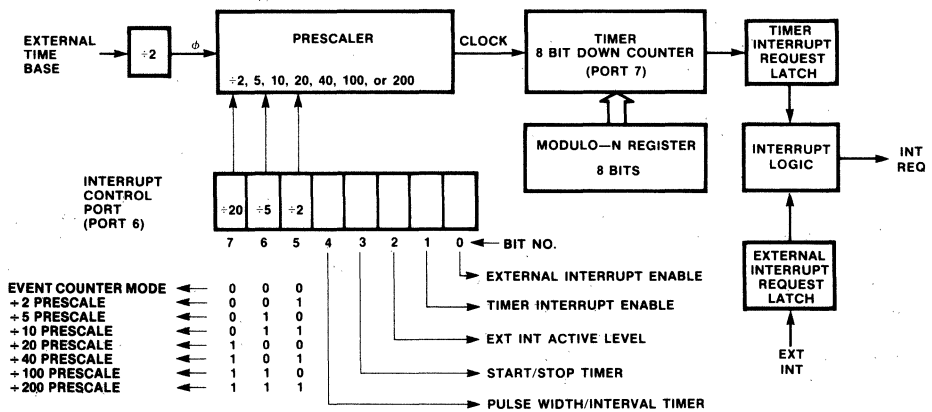 EXTERNAL
TIME
BASE
÷2
ϕ
PRESCALER
÷2, 5, 10, 20, 40, 100, or 200
CLOCK
TIMER
8 BIT DOWN COUNTER
(PORT 7)
TIMER
INTERRUPT
REQUEST
LATCH
MODULO—N REGISTER
8 BITS
INTERRUPT
LOGIC
INT
REQ
INTERRUPT
CONTROL
PORT
(PORT 6)
÷20 ÷5 ÷2
7 6 5 4 3 2 1 0 BIT NO.
EXTERNAL
INTERRUPT
REQUEST
LATCH
EXT
INT
EXTERNAL INTERRUPT ENABLE
TIMER INTERRUPT ENABLE
EXT INT ACTIVE LEVEL
START/STOP TIMER
PULSE WIDTH/INTERVAL TIMER
EVENT COUNTER MODE 0 0 0
÷2 PRESCALE 0 0 1
÷5 PRESCALE 0 1 0
÷10 PRESCALE 0 1 1
÷20 PRESCALE 1 0 0
÷40 PRESCALE 1 0 1
÷100 PRESCALE 1 1 0
÷200 PRESCALE 1 1 1